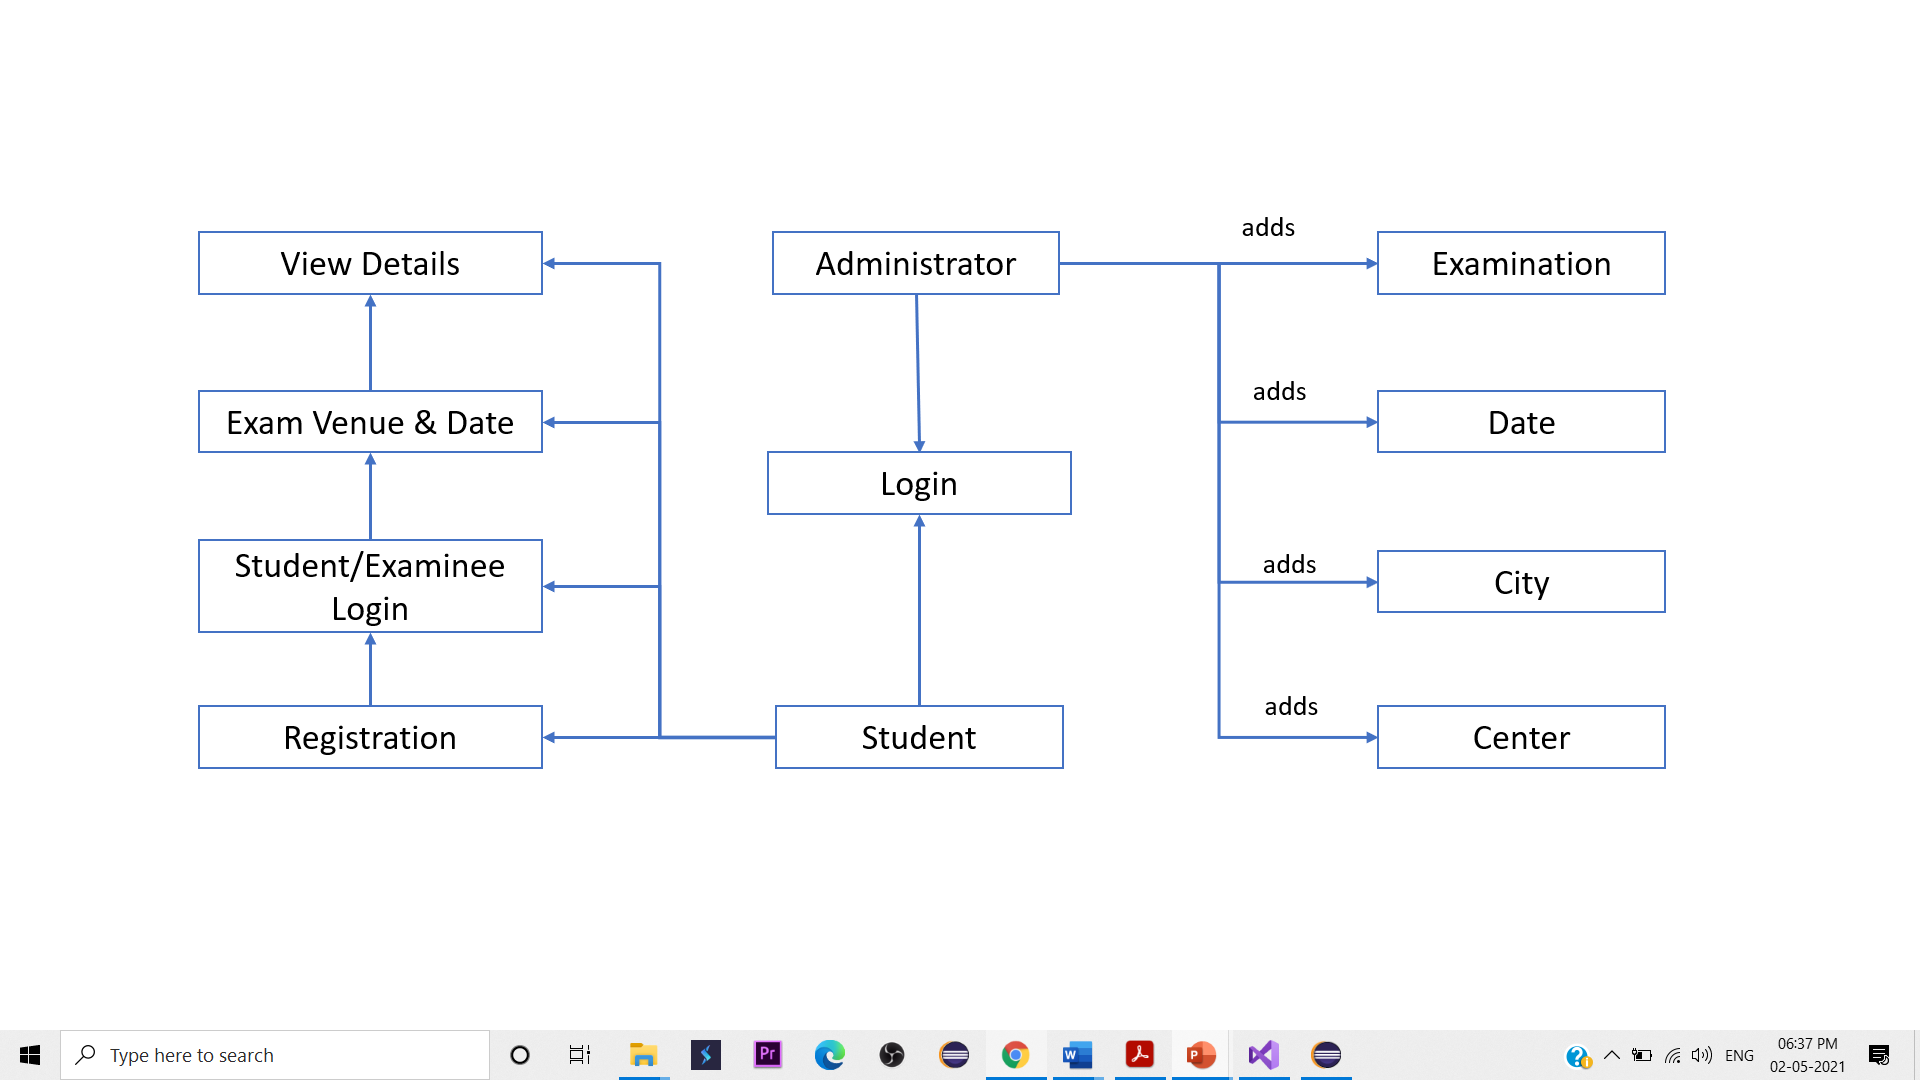 adds
View Details
Administrator
Examination
adds
Exam Venue & Date
Date
Login
adds
Student/Examinee
Login
City
adds
Registration
Student
Center
Type here to search
Pr
W
P
ENG
06:37 PM
02-05-2021